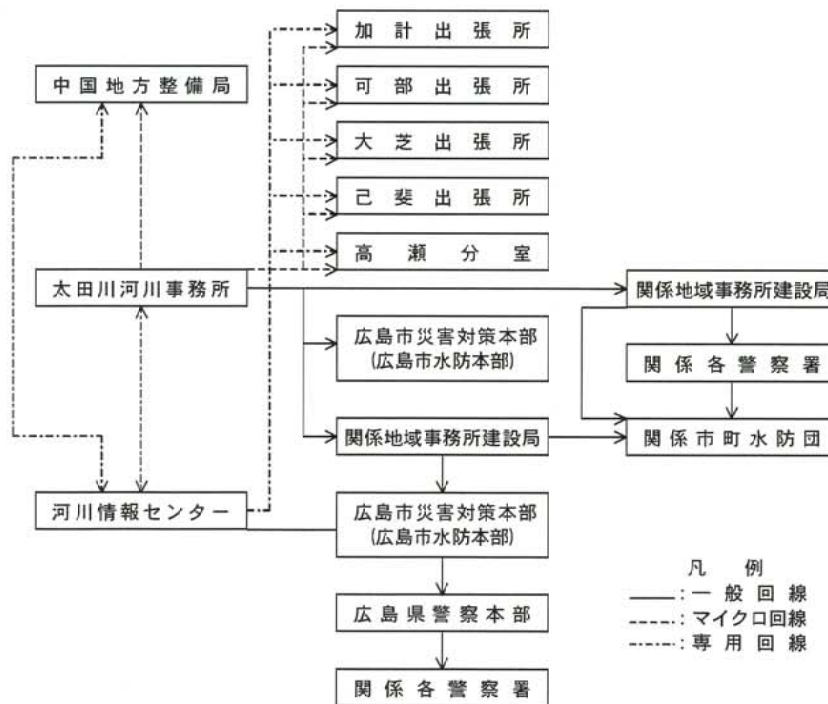 加計出張所
中国地方整備局
可部出張所
大芝出張所
己斐出張所
高瀬分室
太田川河川事務所
関係地域事務所建設局
広島市災害対策本部
(広島市水防本部)
関係各警察署
関係地域事務所建設局
関係市町水防団
河川情報センター
広島市災害対策本部
(広島市水防本部)
広島県警察本部
関係各警察署
凡例
:一般回線
:マイクロ回線
:専用回線